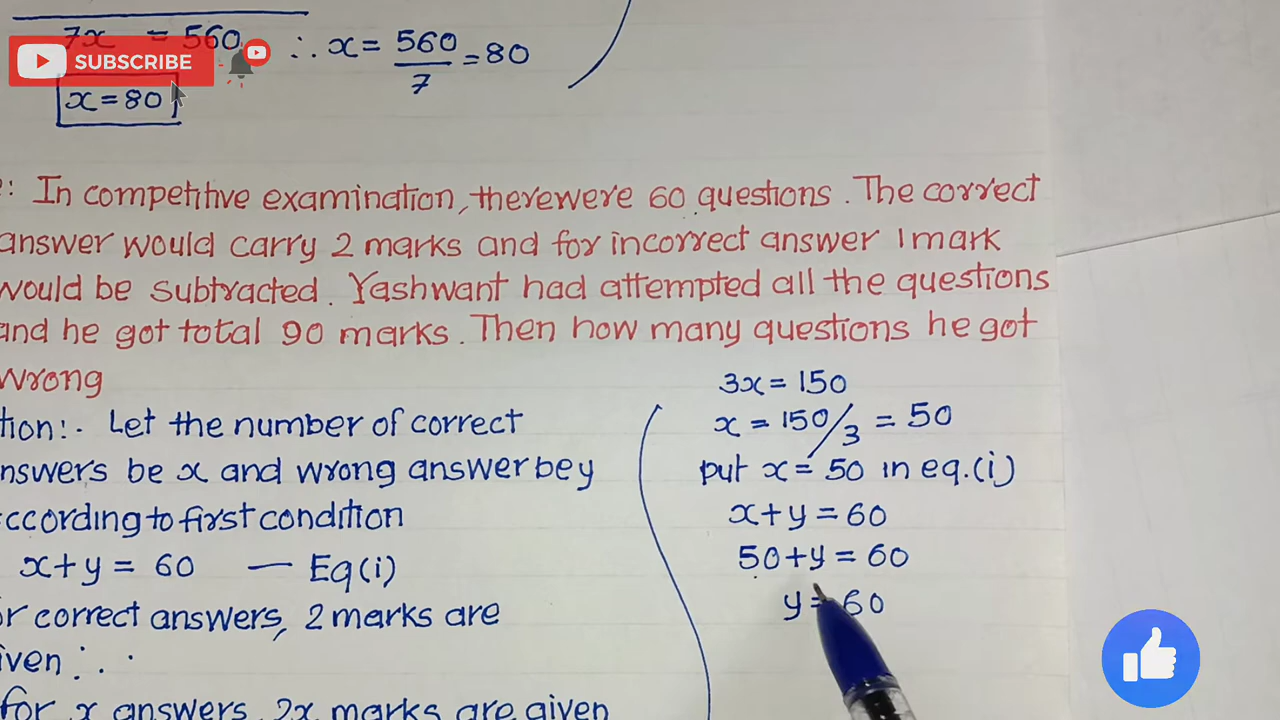 7x = 560 ∴ x = 560/7 = 80
SUBSCRIBE
x = 80
: In competitive examination, there were 60 questions. The correct
answer would carry 2 marks and for incorrect answer 1 mark
would be subtracted. Yashwant had attempted all the questions
and he got total 90 marks. Then how many questions he got
wrong
tion:. Let the number of correct
nswers be x and wrong answer be y
ccording to first condition
x+y = 60 — Eq(i)
or correct answers, 2 marks are
iven ∴.
for x answers, 2x marks are given
3x = 150
x = 150/3 = 50
put x = 50 in eq.(i)
x+y = 60
50+y = 60
y = 60